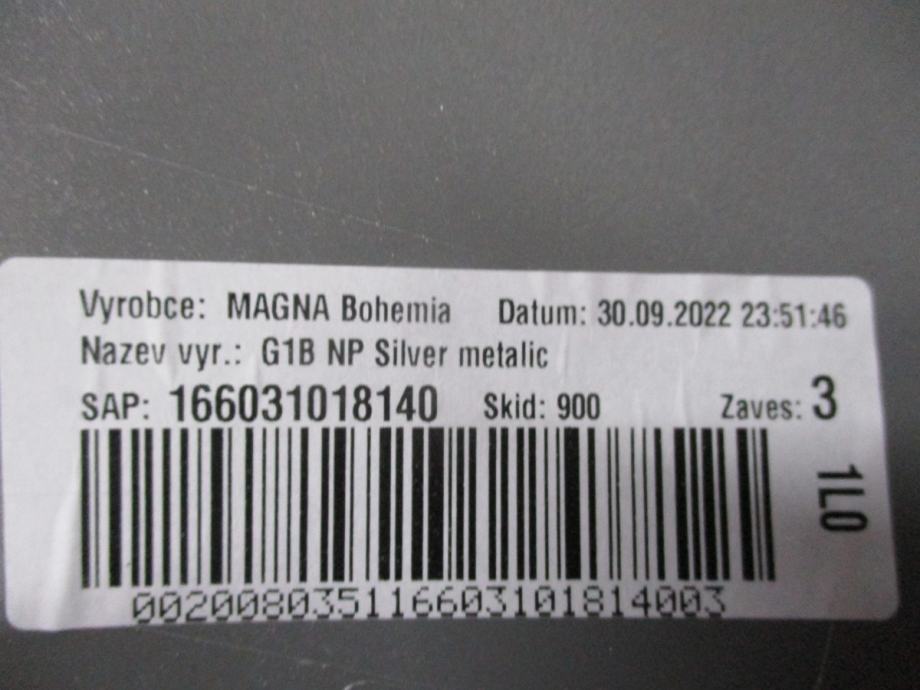 Vyrobce: MAGNA Bohemia Datum: 30.09.2022 23:51:46
Nazev vyr.: G1B NP Silver metalic
SAP: 166031018140 Skid: 900 Zaves: 3
1L0
002008035116603101814003